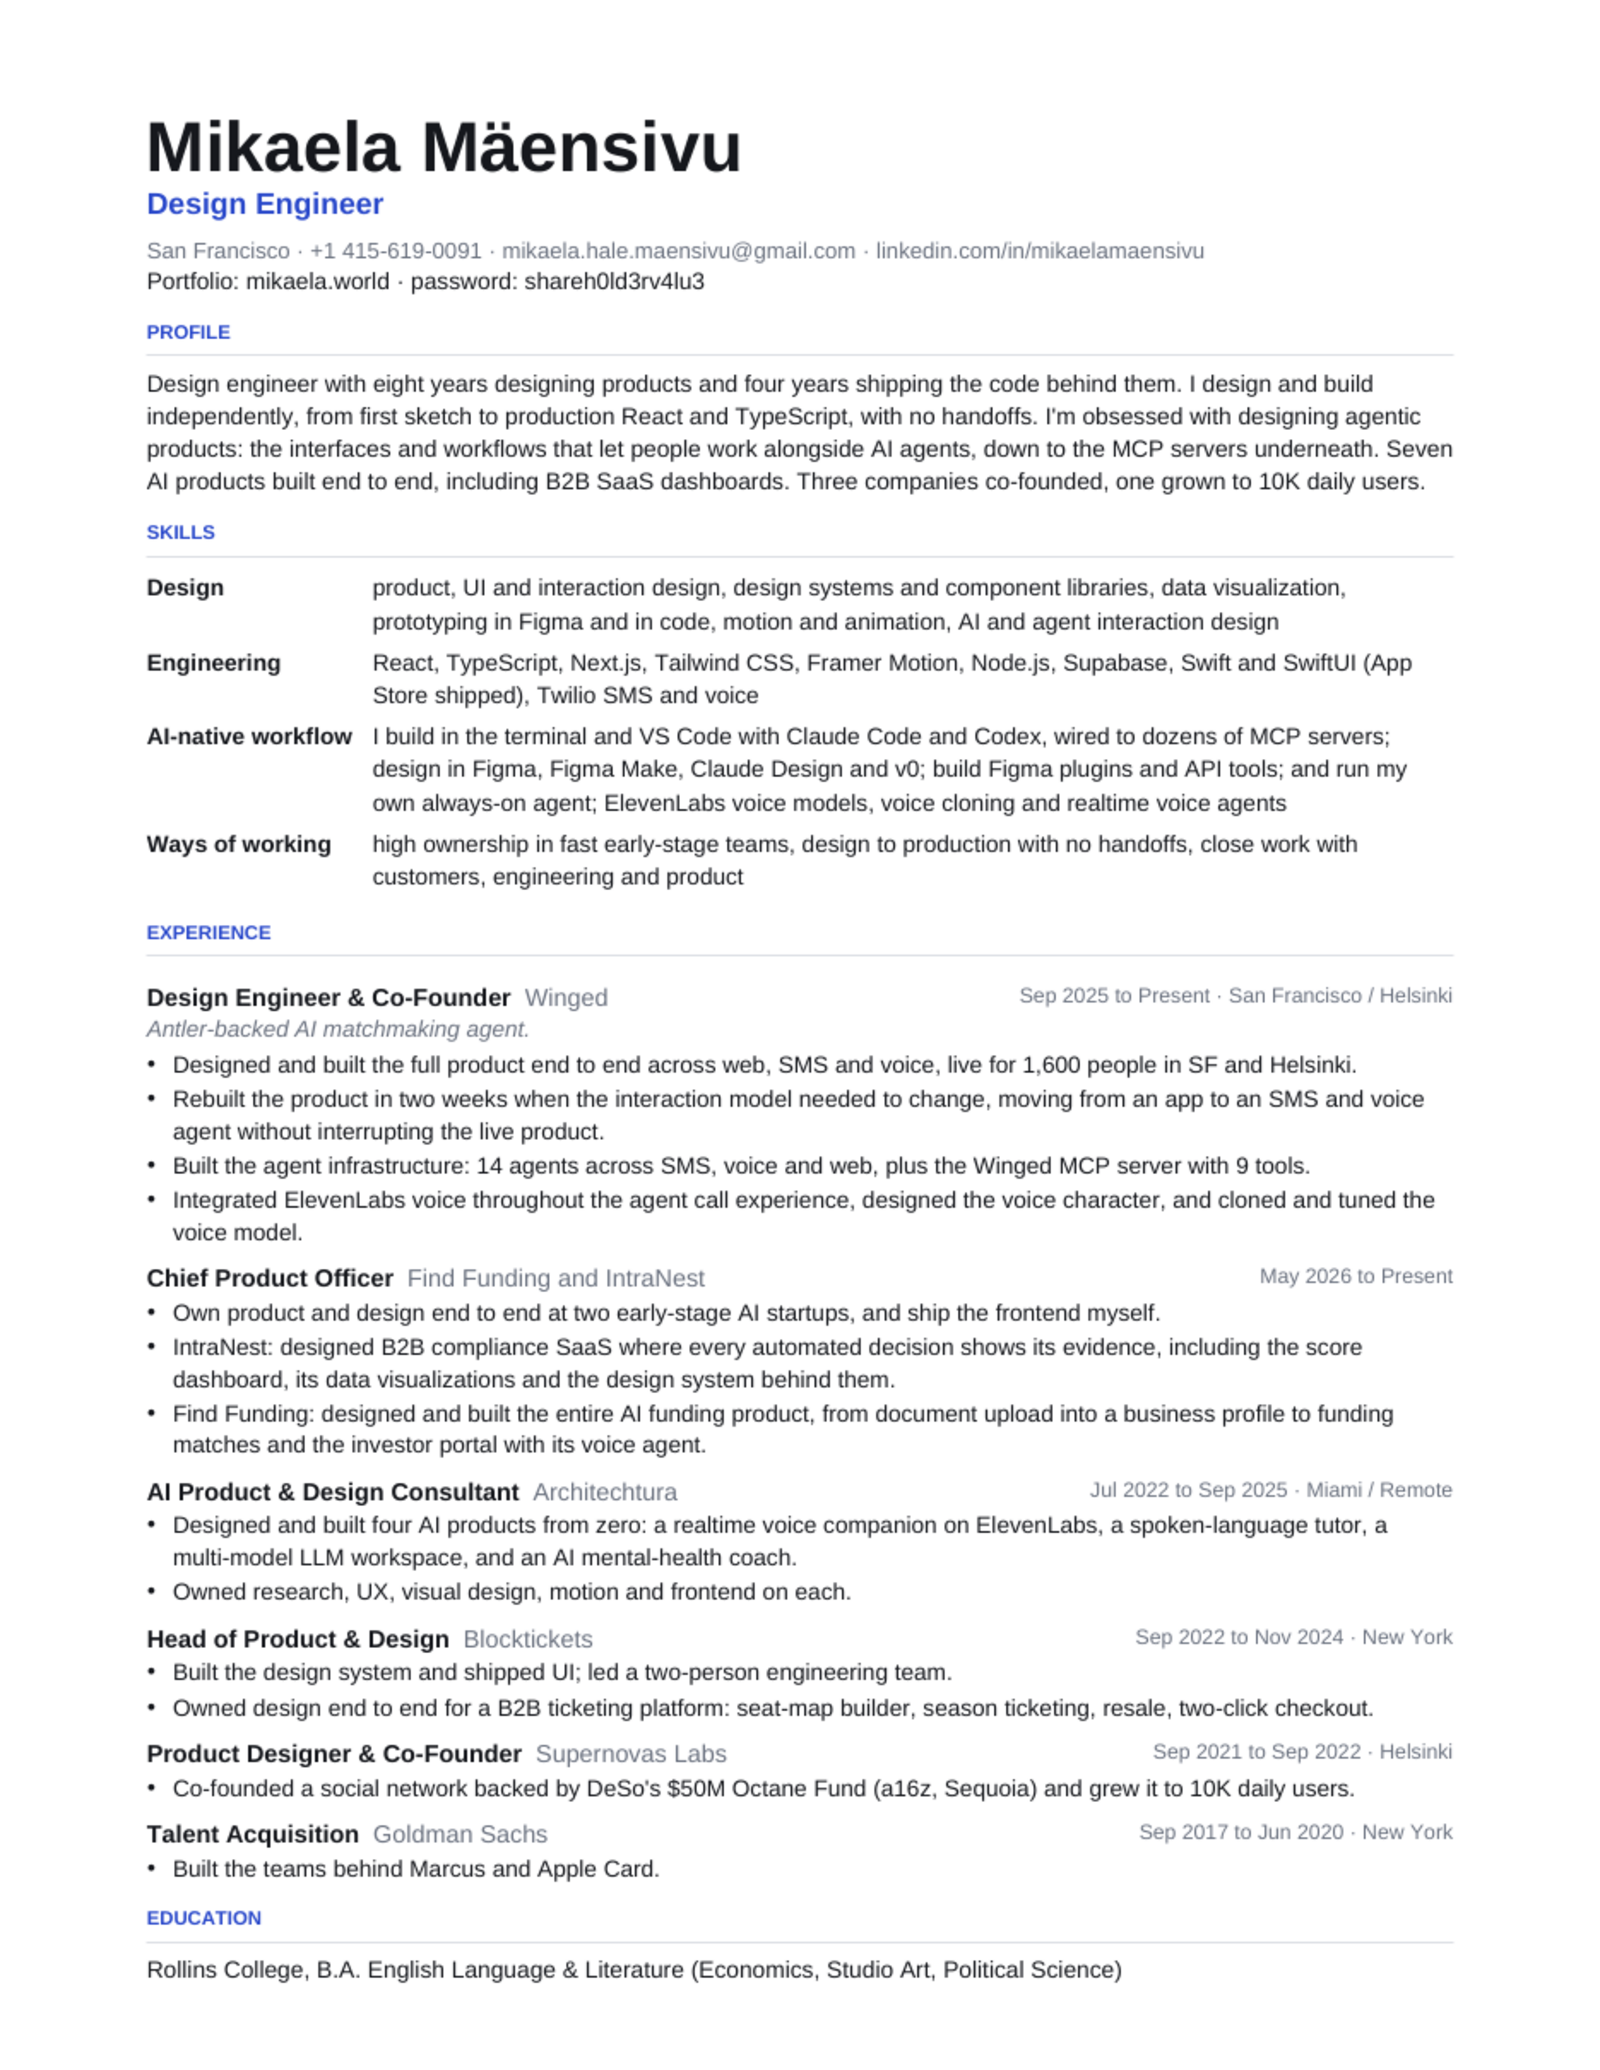 Mikaela Mäensivu
Design Engineer
San Francisco · +1 415-619-0091 · mikaela.hale.maensivu@gmail.com · linkedin.com/in/mikaelamaensivu
Portfolio: mikaela.world · password: shareh0ld3rv4lu3
PROFILE
Design engineer with eight years designing products and four years shipping the code behind them. I design and build
independently, from first sketch to production React and TypeScript, with no handoffs. I'm obsessed with designing agentic
products: the interfaces and workflows that let people work alongside AI agents, down to the MCP servers underneath. Seven
AI products built end to end, including B2B SaaS dashboards. Three companies co-founded, one grown to 10K daily users.
SKILLS
Design product, UI and interaction design, design systems and component libraries, data visualization,
prototyping in Figma and in code, motion and animation, AI and agent interaction design
Engineering React, TypeScript, Next.js, Tailwind CSS, Framer Motion, Node.js, Supabase, Swift and SwiftUI (App
Store shipped), Twilio SMS and voice
AI-native workflow I build in the terminal and VS Code with Claude Code and Codex, wired to dozens of MCP servers;
design in Figma, Figma Make, Claude Design and v0; build Figma plugins and API tools; and run my
own always-on agent; ElevenLabs voice models, voice cloning and realtime voice agents
Ways of working high ownership in fast early-stage teams, design to production with no handoffs, close work with
customers, engineering and product
EXPERIENCE
Design Engineer & Co-Founder Winged Sep 2025 to Present · San Francisco / Helsinki
Antler-backed AI matchmaking agent.
• Designed and built the full product end to end across web, SMS and voice, live for 1,600 people in SF and Helsinki.
• Rebuilt the product in two weeks when the interaction model needed to change, moving from an app to an SMS and voice
agent without interrupting the live product.
• Built the agent infrastructure: 14 agents across SMS, voice and web, plus the Winged MCP server with 9 tools.
• Integrated ElevenLabs voice throughout the agent call experience, designed the voice character, and cloned and tuned the
voice model.
Chief Product Officer Find Funding and IntraNest May 2026 to Present
• Own product and design end to end at two early-stage AI startups, and ship the frontend myself.
• IntraNest: designed B2B compliance SaaS where every automated decision shows its evidence, including the score
dashboard, its data visualizations and the design system behind them.
• Find Funding: designed and built the entire AI funding product, from document upload into a business profile to funding
matches and the investor portal with its voice agent.
AI Product & Design Consultant Architechtura Jul 2022 to Sep 2025 · Miami / Remote
• Designed and built four AI products from zero: a realtime voice companion on ElevenLabs, a spoken-language tutor, a
multi-model LLM workspace, and an AI mental-health coach.
• Owned research, UX, visual design, motion and frontend on each.
Head of Product & Design Blocktickets Sep 2022 to Nov 2024 · New York
• Built the design system and shipped UI; led a two-person engineering team.
• Owned design end to end for a B2B ticketing platform: seat-map builder, season ticketing, resale, two-click checkout.
Product Designer & Co-Founder Supernovas Labs Sep 2021 to Sep 2022 · Helsinki
• Co-founded a social network backed by DeSo's $50M Octane Fund (a16z, Sequoia) and grew it to 10K daily users.
Talent Acquisition Goldman Sachs Sep 2017 to Jun 2020 · New York
• Built the teams behind Marcus and Apple Card.
EDUCATION
Rollins College, B.A. English Language & Literature (Economics, Studio Art, Political Science)